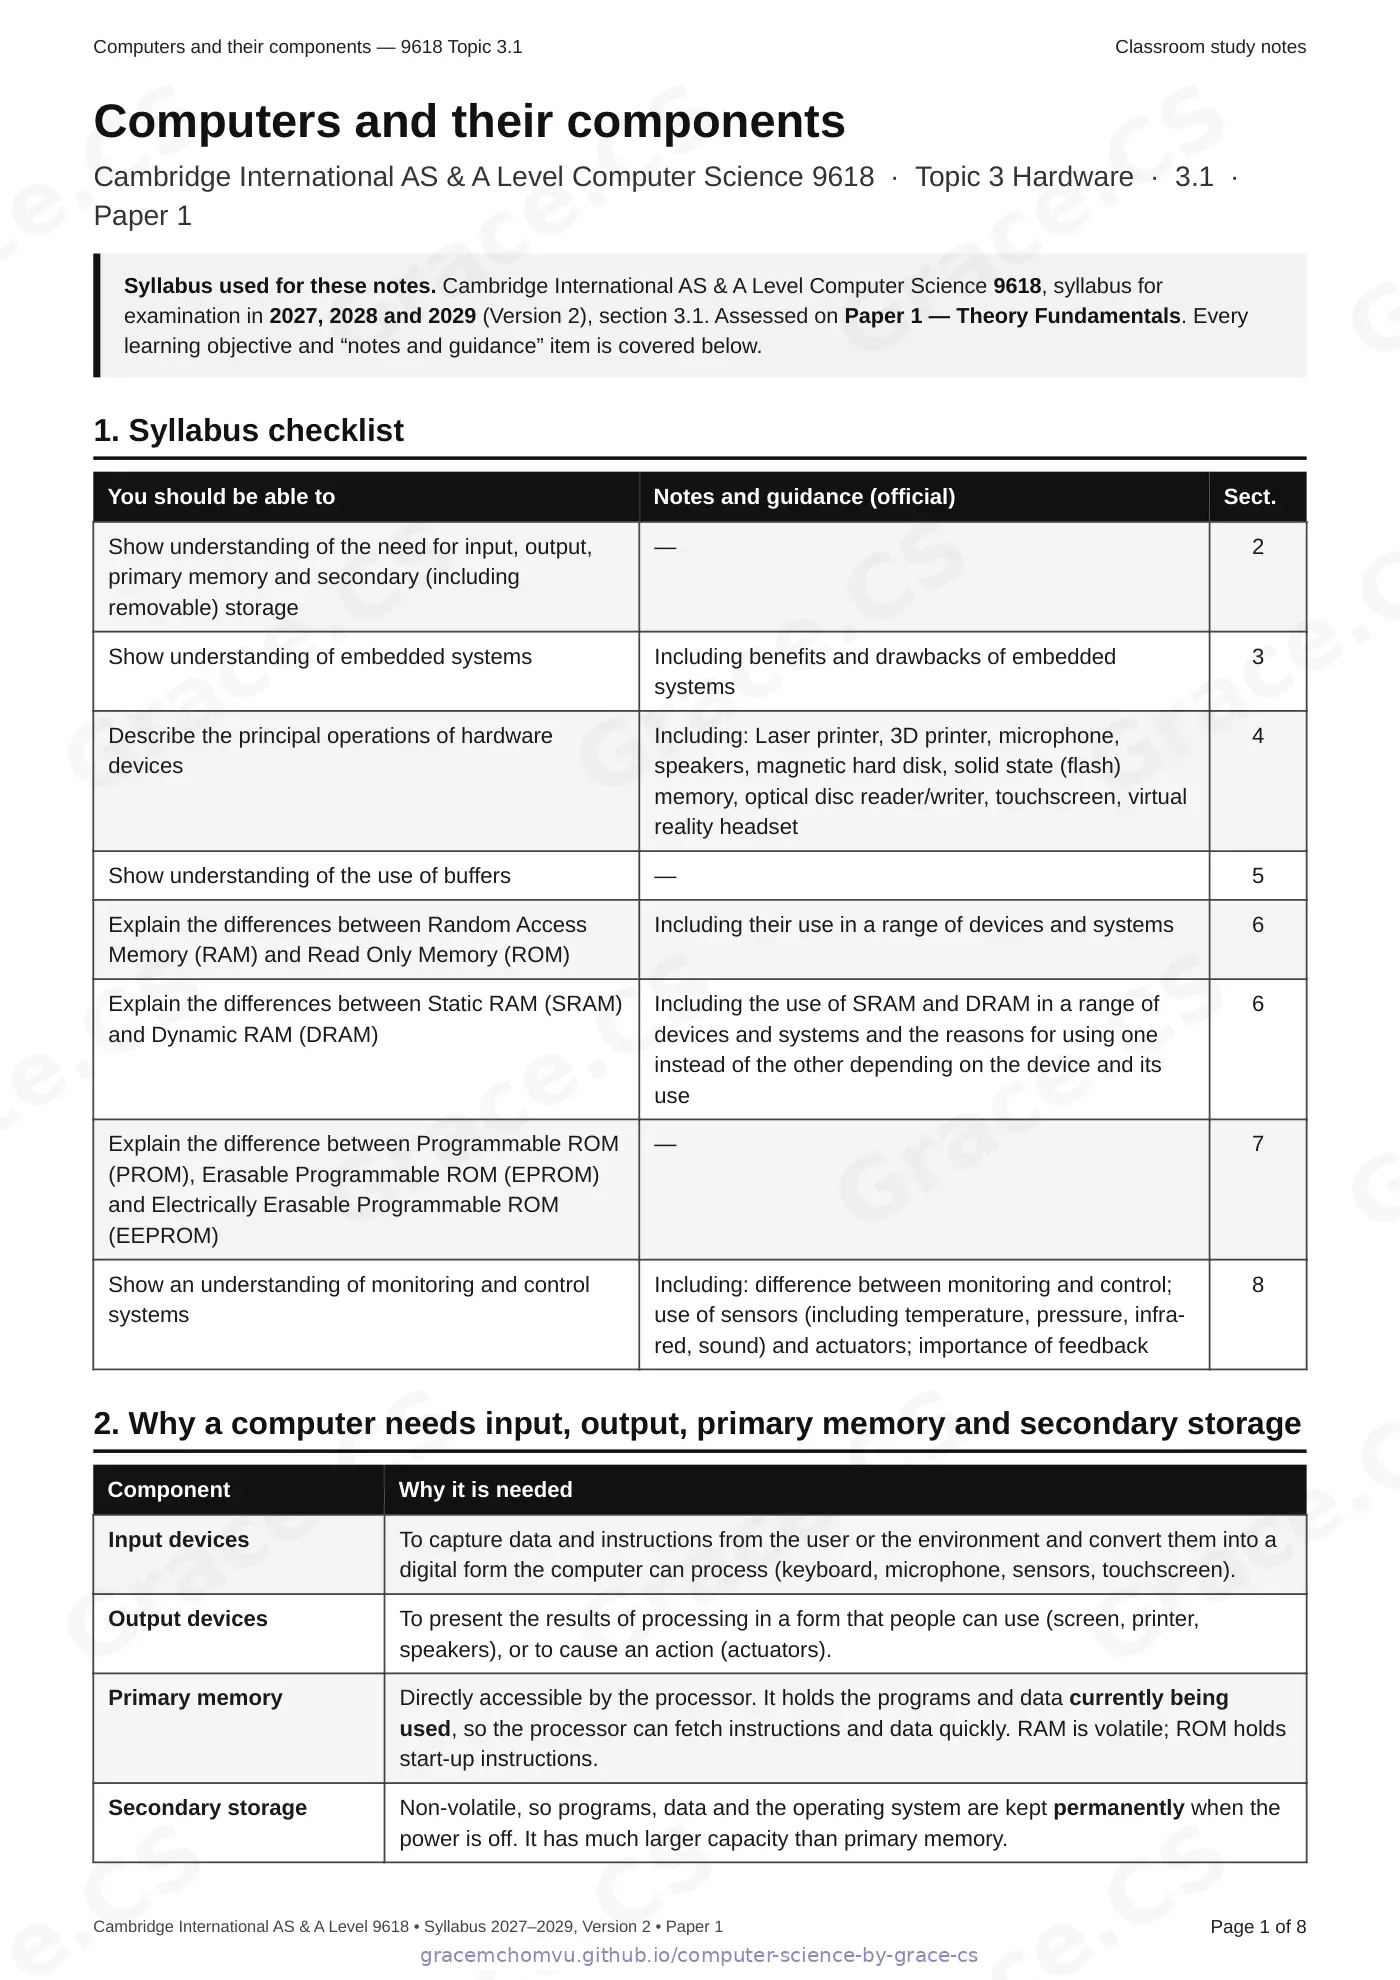 Computers and their components — 9618 Topic 3.1
Classroom study notes
Computers and their components
Cambridge International AS & A Level Computer Science 9618 · Topic 3 Hardware · 3.1 ·
Paper 1
Syllabus used for these notes. Cambridge International AS & A Level Computer Science 9618, syllabus for
examination in 2027, 2028 and 2029 (Version 2), section 3.1. Assessed on Paper 1 — Theory Fundamentals. Every
learning objective and “notes and guidance” item is covered below.
1. Syllabus checklist
You should be able to
Notes and guidance (official)
Sect.
Show understanding of the need for input, output,
primary memory and secondary (including
removable) storage
—
2
Show understanding of embedded systems
Including benefits and drawbacks of embedded
systems
3
Describe the principal operations of hardware
devices
Including: Laser printer, 3D printer, microphone,
speakers, magnetic hard disk, solid state (flash)
memory, optical disc reader/writer, touchscreen, virtual
reality headset
4
Show understanding of the use of buffers
—
5
Explain the differences between Random Access
Memory (RAM) and Read Only Memory (ROM)
Including their use in a range of devices and systems
6
Explain the differences between Static RAM (SRAM)
and Dynamic RAM (DRAM)
Including the use of SRAM and DRAM in a range of
devices and systems and the reasons for using one
instead of the other depending on the device and its
use
6
Explain the difference between Programmable ROM
(PROM), Erasable Programmable ROM (EPROM)
and Electrically Erasable Programmable ROM
(EEPROM)
—
7
Show an understanding of monitoring and control
systems
Including: difference between monitoring and control;
use of sensors (including temperature, pressure, infra-
red, sound) and actuators; importance of feedback
8
2. Why a computer needs input, output, primary memory and secondary storage
Component
Why it is needed
Input devices
To capture data and instructions from the user or the environment and convert them into a
digital form the computer can process (keyboard, microphone, sensors, touchscreen).
Output devices
To present the results of processing in a form that people can use (screen, printer,
speakers), or to cause an action (actuators).
Primary memory
Directly accessible by the processor. It holds the programs and data currently being
used, so the processor can fetch instructions and data quickly. RAM is volatile; ROM holds
start-up instructions.
Secondary storage
Non-volatile, so programs, data and the operating system are kept permanently when the
power is off. It has much larger capacity than primary memory.
Cambridge International AS & A Level 9618 • Syllabus 2027–2029, Version 2 • Paper 1
Page 1 of 8
gracemchomvu.github.io/computer-science-by-grace-cs
Grace.CS